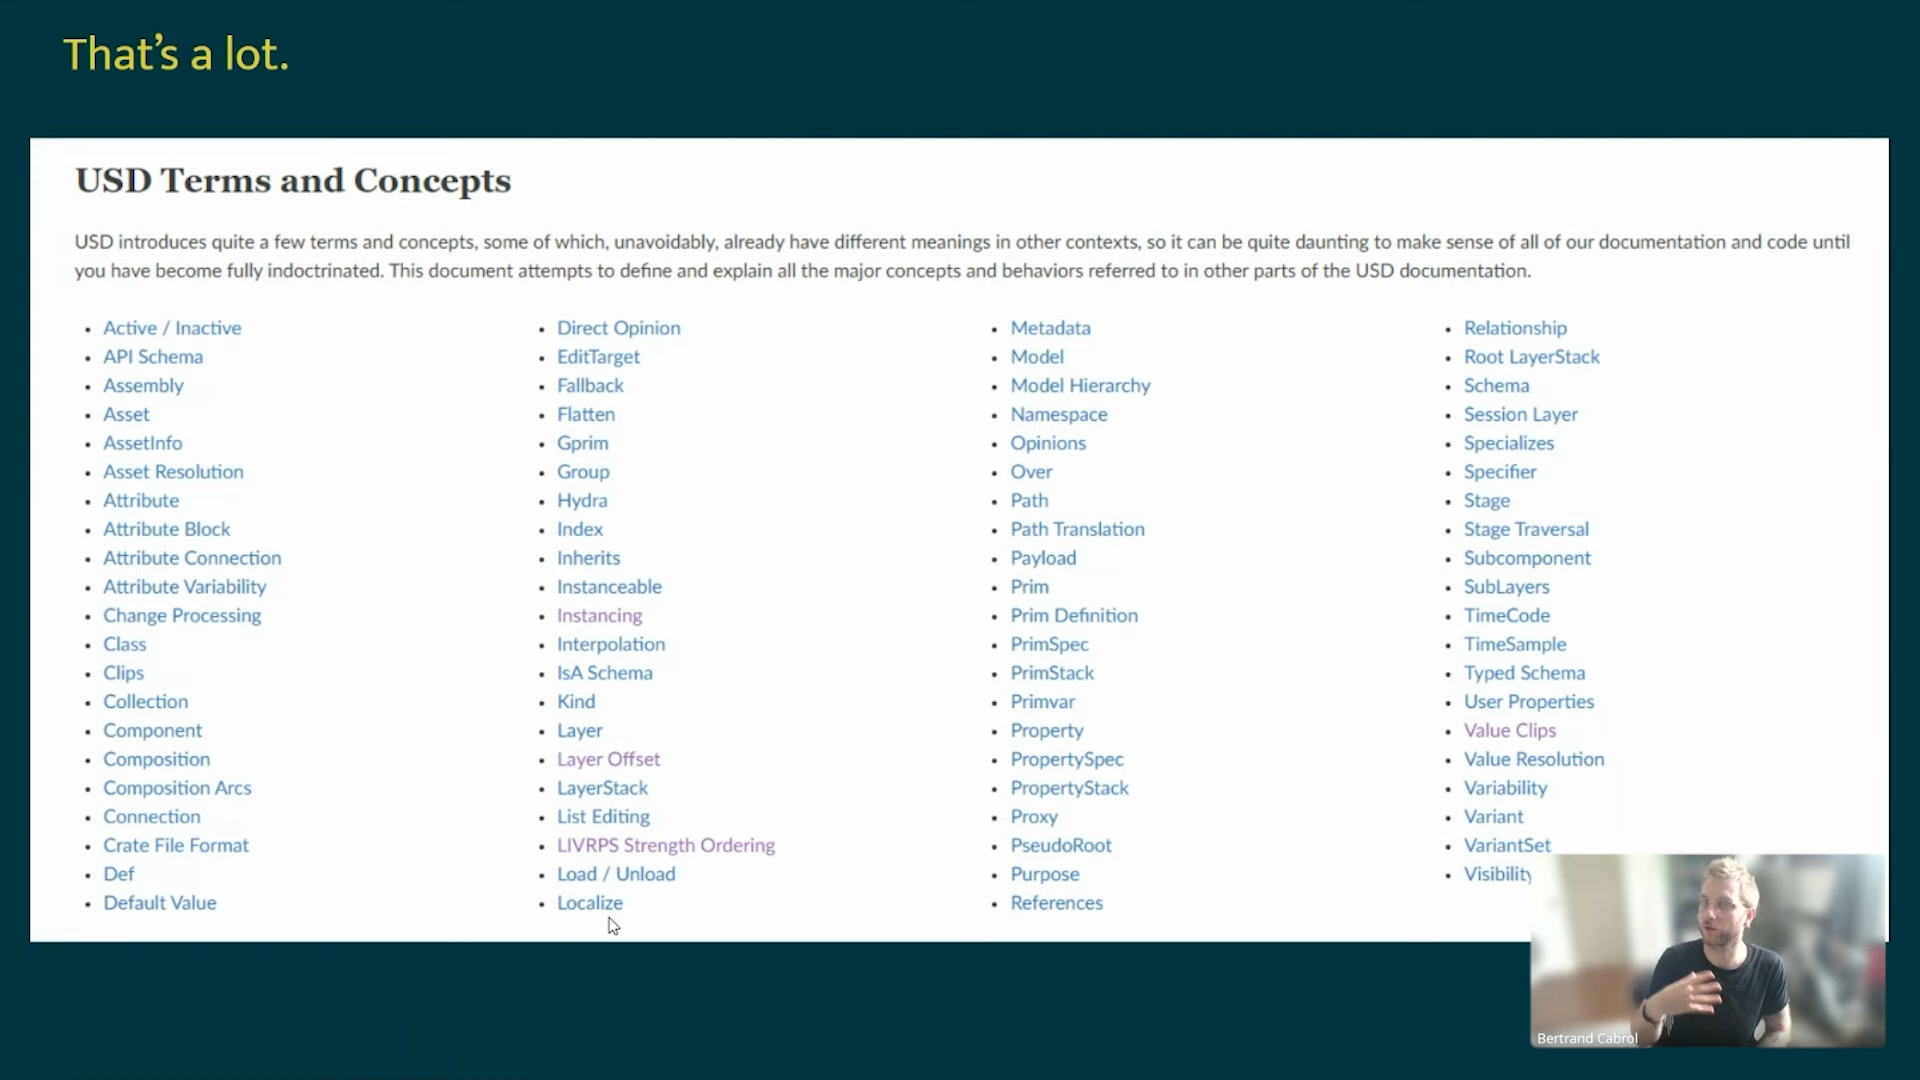 That's a lot.
USD Terms and Concepts
USD introduces quite a few terms and concepts, some of which, unavoidably, already have different meanings in other contexts, so it can be quite daunting to make sense of all of our documentation and code until
you have become fully indoctrinated. This document attempts to define and explain all the major concepts and behaviors referred to in other parts of the USD documentation.
Active / Inactive
API Schema
Assembly
Asset
AssetInfo
Asset Resolution
Attribute
Attribute Block
Attribute Connection
Attribute Variability
Change Processing
Class
Clips
Collection
Component
Composition
Composition Arcs
Connection
Crate File Format
Def
Default Value
Direct Opinion
EditTarget
Fallback
Flatten
Gprim
Group
Hydra
Index
Inherits
Instanceable
Instancing
Interpolation
IsA Schema
Kind
Layer
Layer Offset
LayerStack
List Editing
LIVRPS Strength Ordering
Load / Unload
Localize
Metadata
Model
Model Hierarchy
Namespace
Opinions
Over
Path
Path Translation
Payload
Prim
Prim Definition
PrimSpec
PrimStack
Primvar
Property
PropertySpec
PropertyStack
Proxy
PseudoRoot
Purpose
References
Relationship
Root LayerStack
Schema
Session Layer
Specializes
Specifier
Stage
Stage Traversal
Subcomponent
SubLayers
TimeCode
TimeSample
Typed Schema
User Properties
Value Clips
Value Resolution
Variability
Variant
VariantSet
Visibility
Bertrand Cabrol